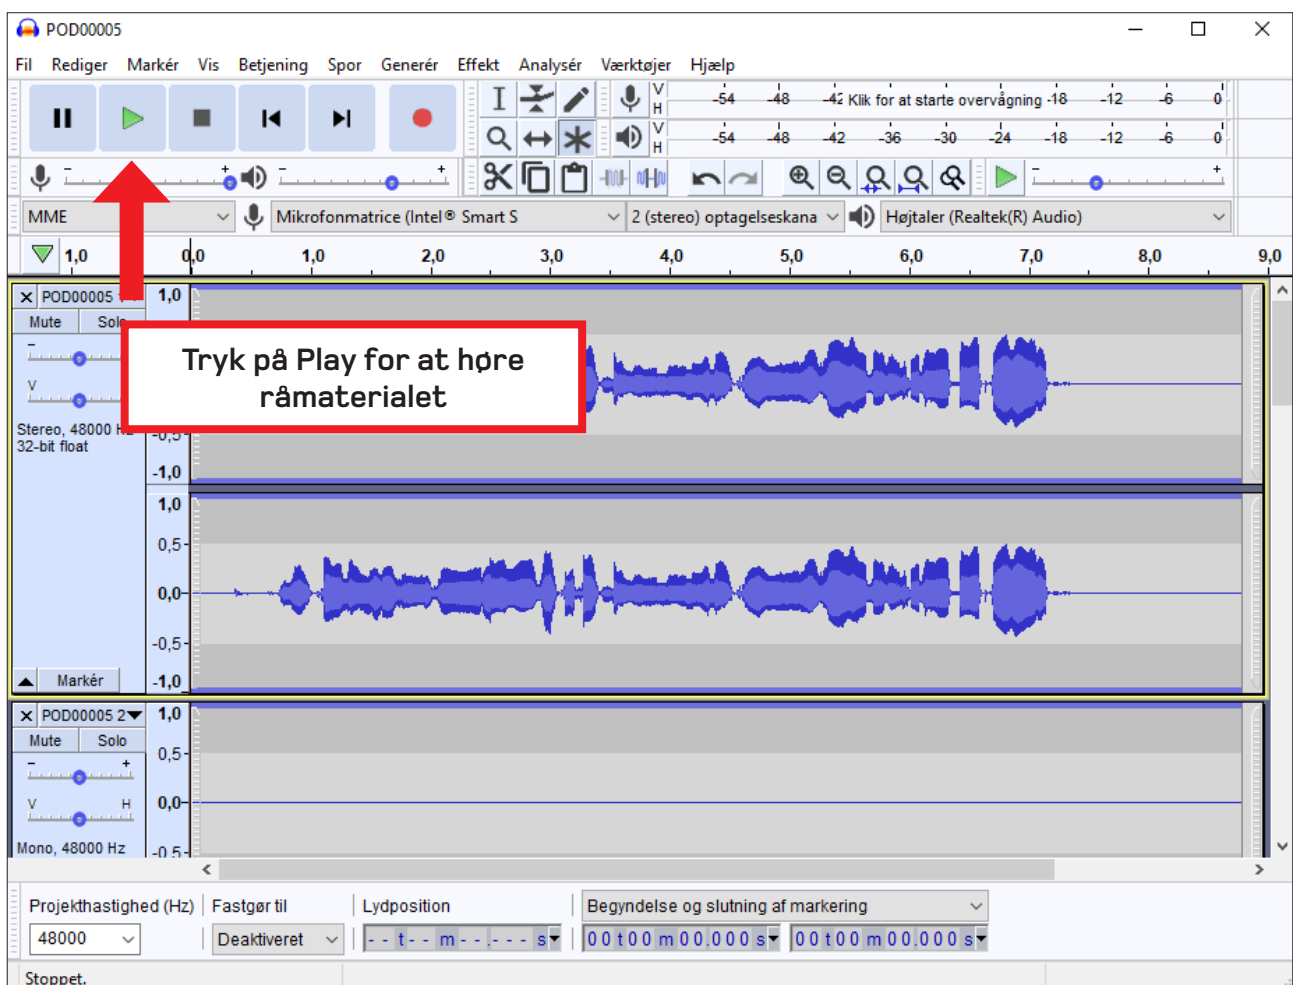 POD00005
Fil Rediger Markér Vis Betjening Spor Generér Effekt Analysér Værktøjer Hjælp
V
H
-54 -48 -42 Klik for at starte overvågning -18 -12 -6 0
V
H
-54 -48 -42 -36 -30 -24 -18 -12 -6 0
- +
- +
- +
MME
Mikrofonmatrice (Intel® Smart S
2 (stereo) optagelseskana
Højtaler (Realtek(R) Audio)
1,0 0,0 1,0 2,0 3,0 4,0 5,0 6,0 7,0 8,0 9,0
POD00005
Mute Solo
-
V
Stereo, 48000 Hz
32-bit float
1,0
-0,5
-1,0
Tryk på Play for at høre
råmaterialet
1,0
0,5
0,0
-0,5
-1,0
Markér
POD00005 2
Mute Solo
- +
V H
Mono, 48000 Hz
1,0
0,5
0,0
-0,5
Projekthastighed (Hz) Fastgør til Lydposition Begyndelse og slutning af markering
48000 Deaktiveret - - t - - m - - . - - - s 00 t 00 m 00.000 s 00 t 00 m 00.000 s
Stoppet.